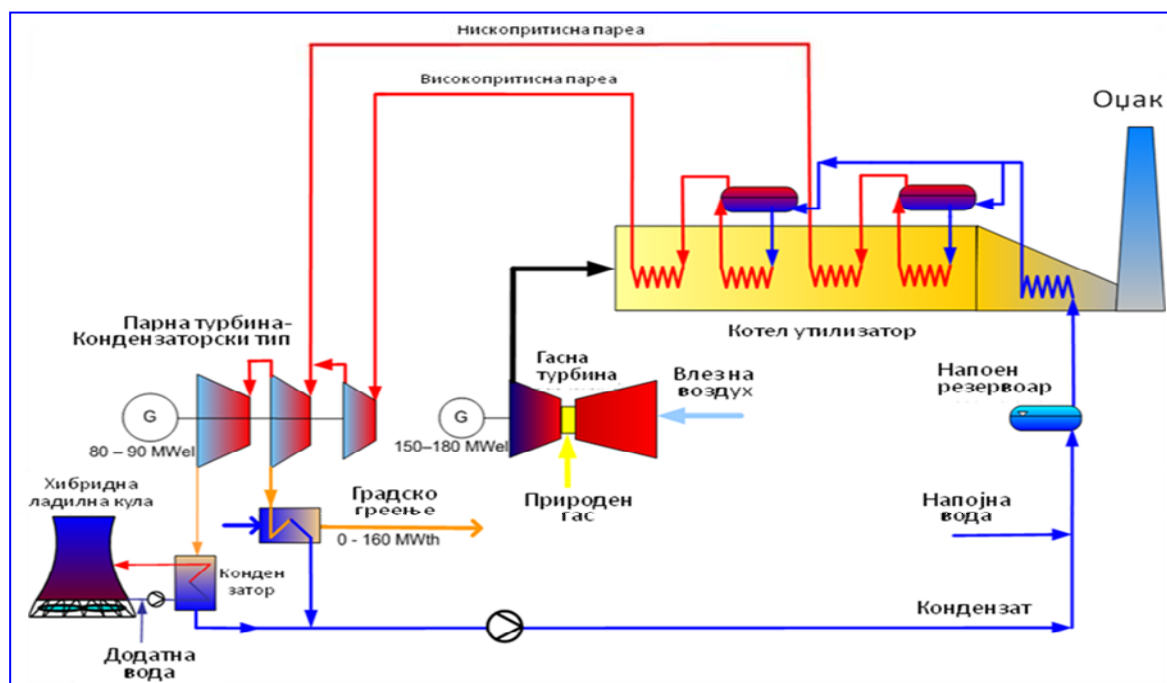 Нископритисна пареа
Високопритисна пареа
Оџак
Котел утилизатор
Парна турбина-
Кондензаторски тип
Гасна
турбина
Влез на
воздух
Напоен
резервоар
G
80 – 90 MWel
G
150–180 MWel
Хибридна
ладилна кула
Градско
греење
0 - 160 MWth
Природен
гас
Напојна
вода
Конден
затор
Кондензат
Додатна
вода